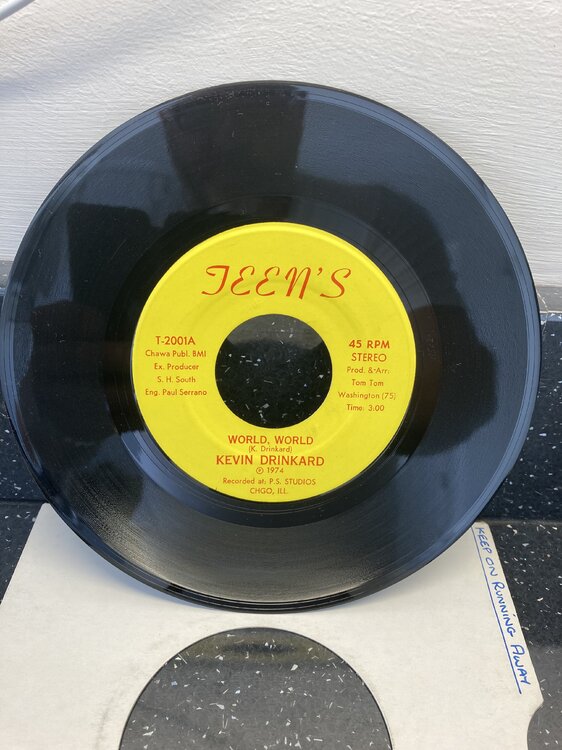 TEEN'S
T-2001A
Chawa Publ. BMI
Ex. Producer
S. H. South
Eng. Paul Serrano
45 RPM
STEREO
Prod. & Arr:
Tom Tom
Washington (75)
Time: 3:00
WORLD, WORLD
(K. Drinkard)
KEVIN DRINKARD
℗ 1974
Recorded at: P.S. STUDIOS
CHGO, ILL.
KEEP ON RUNNING AWAY